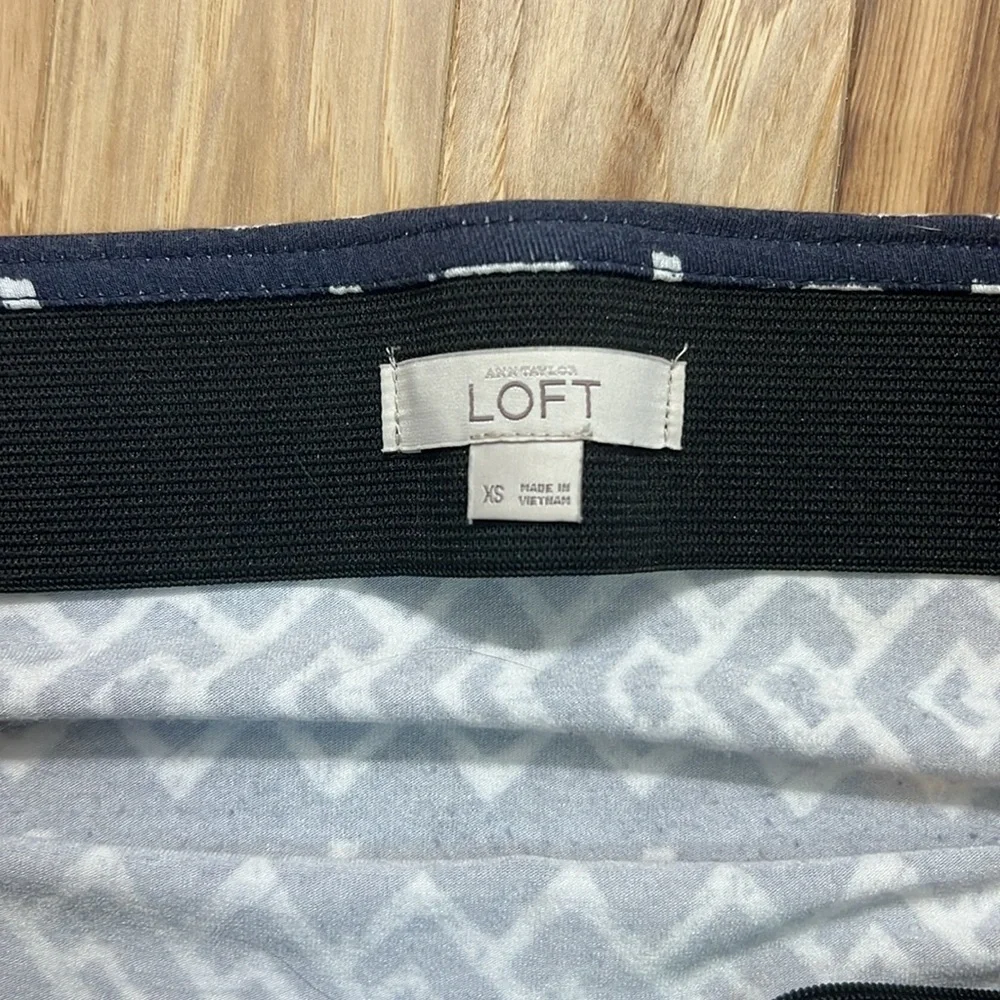 ANN TAYLOR
LOFT
XS
MADE IN
VIETNAM